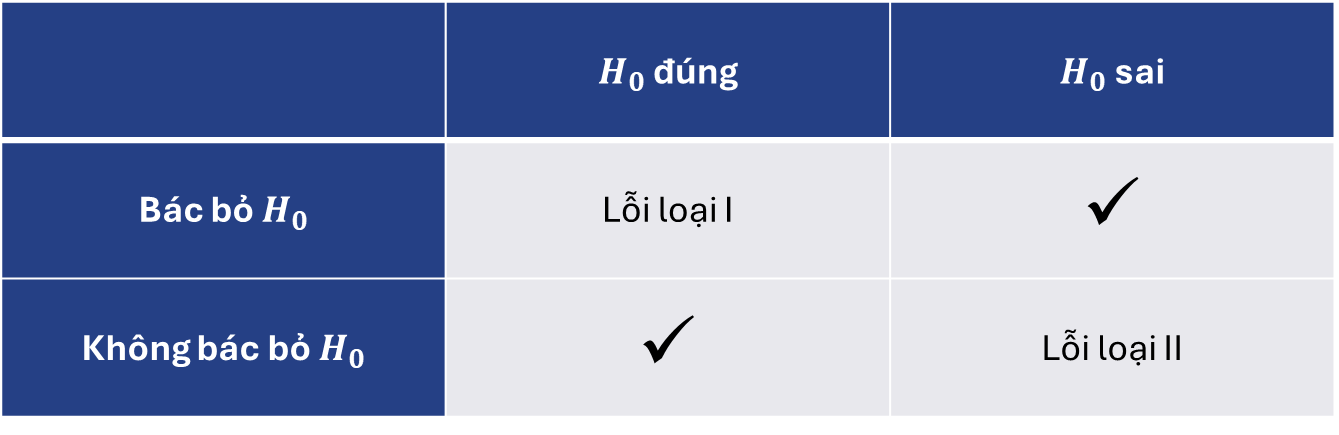 H₀ đúng
H₀ sai
Bác bỏ H₀
Lỗi loại I
✓
Không bác bỏ H₀
✓
Lỗi loại II